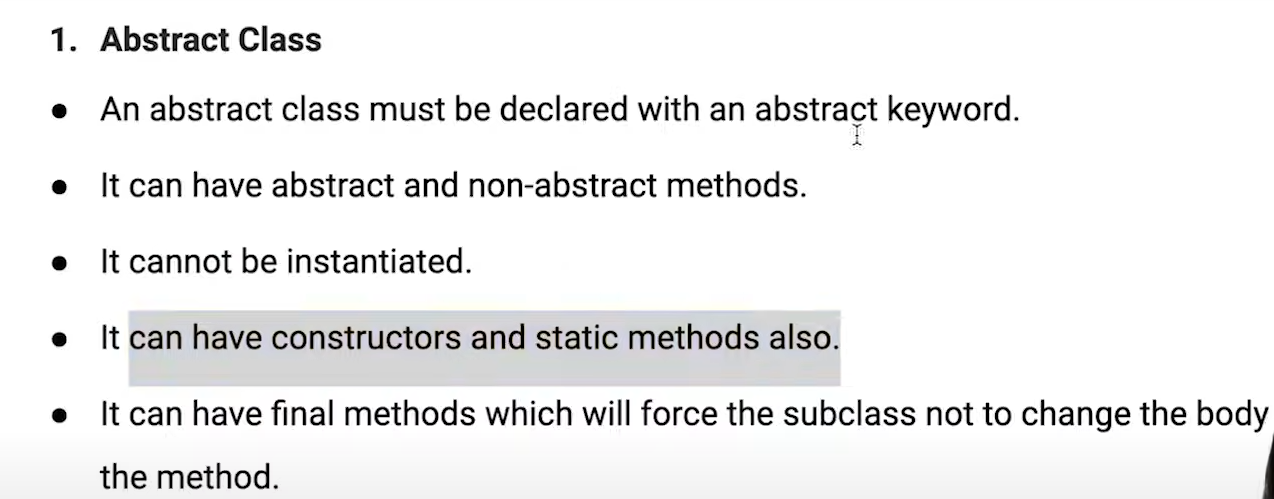 1. Abstract Class
● An abstract class must be declared with an abstract keyword.
● It can have abstract and non-abstract methods.
● It cannot be instantiated.
● It can have constructors and static methods also.
● It can have final methods which will force the subclass not to change the body
the method.